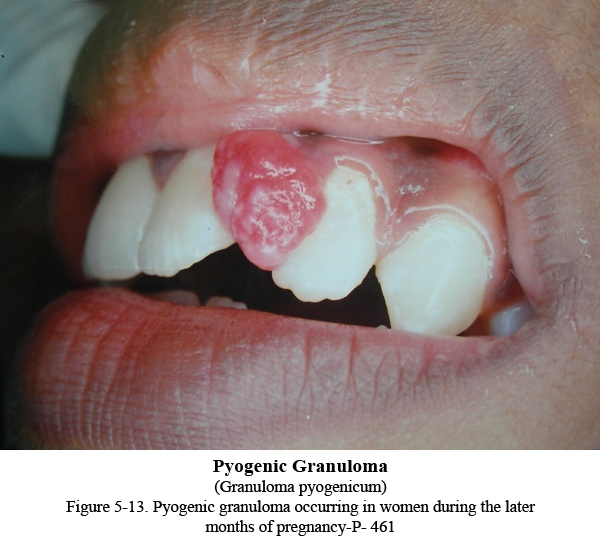 Pyogenic Granuloma
(Granuloma pyogenicum)
Figure 5-13. Pyogenic granuloma occurring in women during the later
months of pregnancy-P- 461